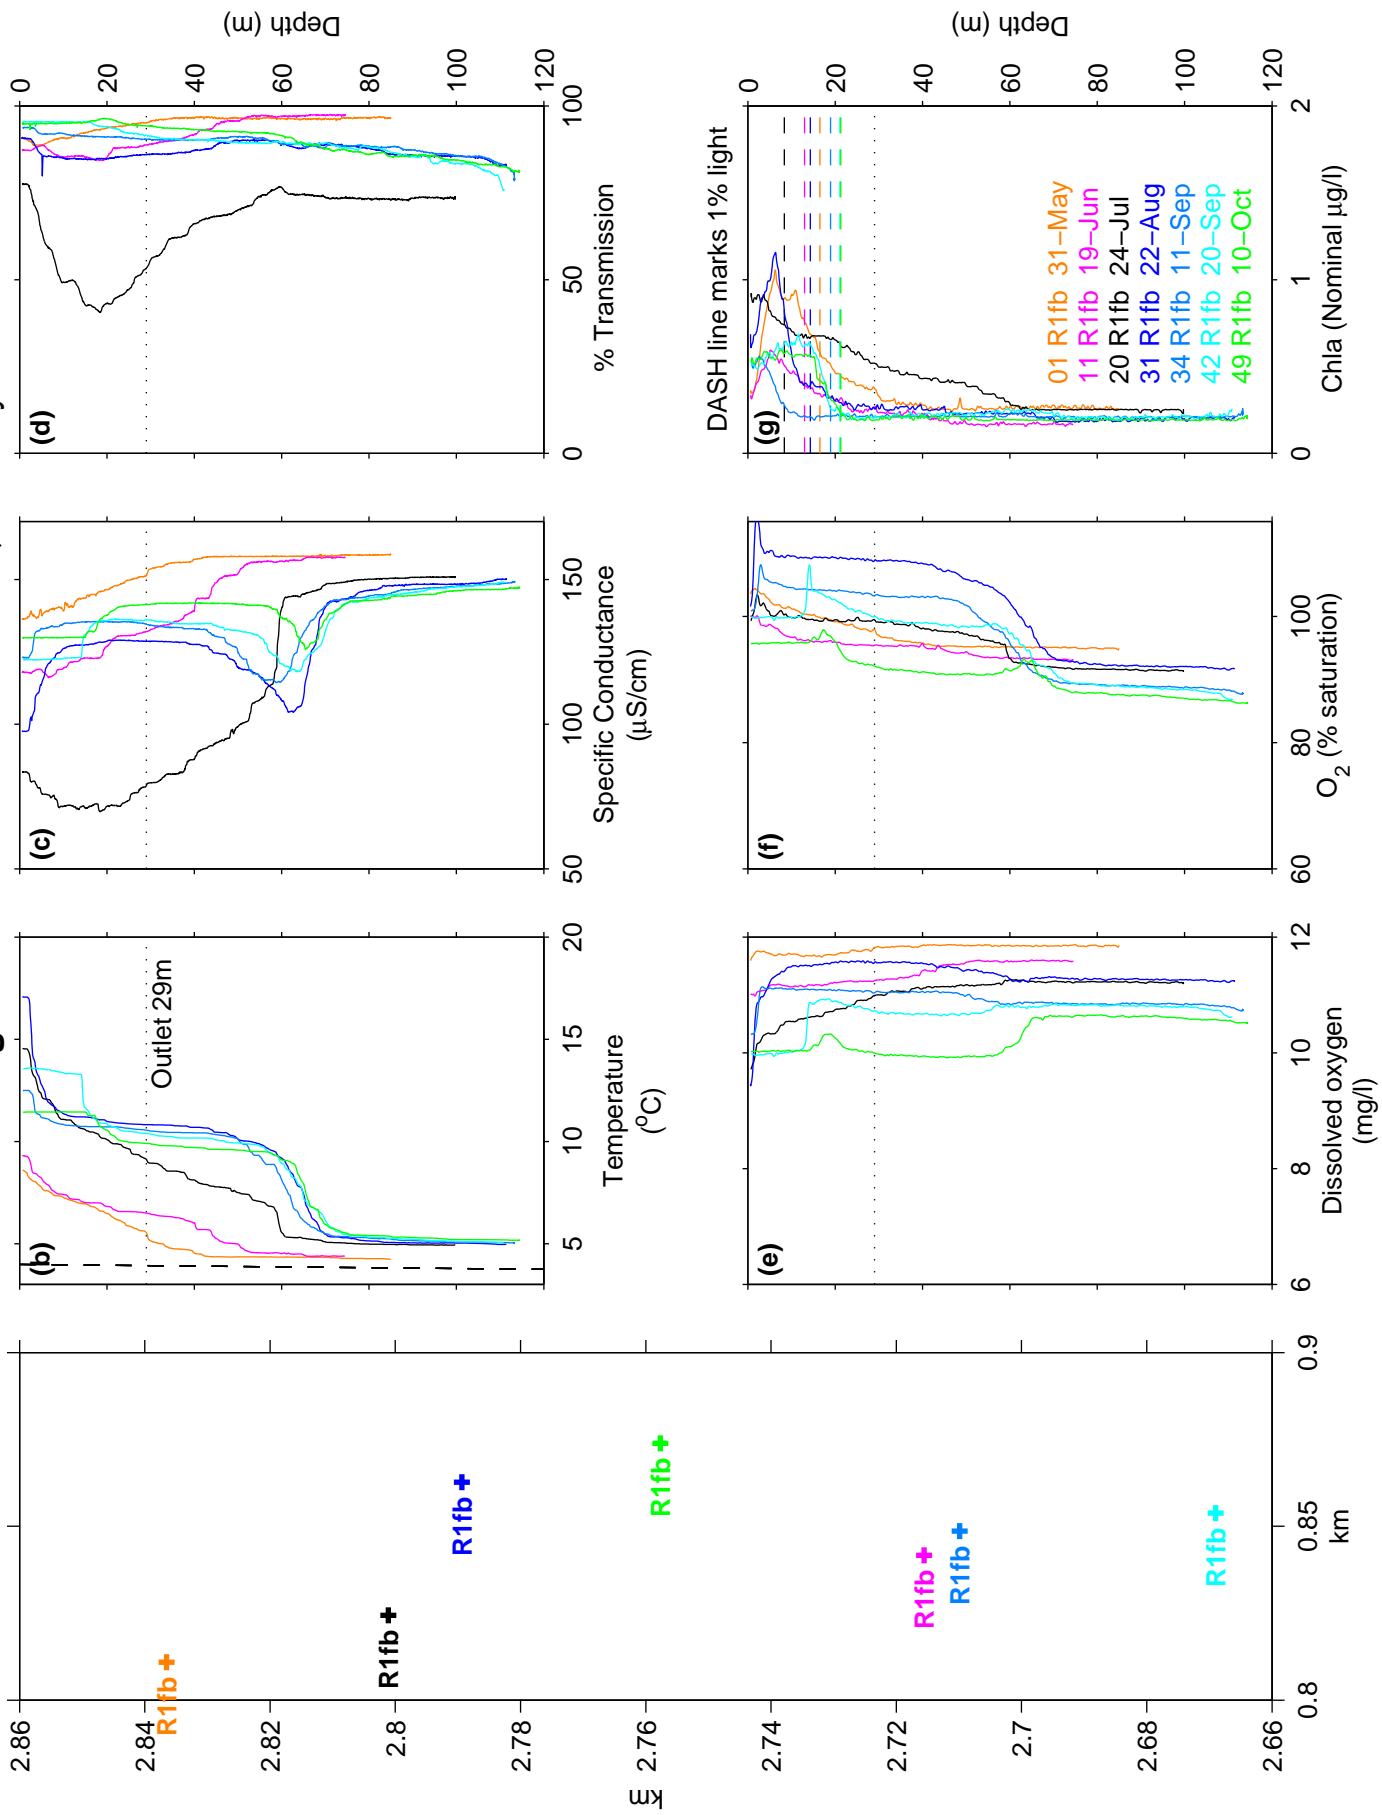 2.86
2.84
2.82
2.8
2.78
2.76
2.74
2.72
2.7
2.68
2.66
km
0.8
0.85
0.9
km
R1fb
R1fb
R1fb
R1fb
R1fb
R1fb
R1fb
(b)
Outlet 29m
5
10
15
20
Temperature
(°C)
(c)
50
100
150
Specific Conductance
(μS/cm)
(d)
0
50
100
% Transmission
0
20
40
60
80
100
120
Depth (m)
(e)
6
8
10
12
Dissolved oxygen
(mg/l)
(f)
60
80
100
O₂ (% saturation)
DASH line marks 1% light
(g)
01 R1fb 31–May
11 R1fb 19–Jun
20 R1fb 24–Jul
31 R1fb 22–Aug
34 R1fb 11–Sep
42 R1fb 20–Sep
49 R1fb 10–Oct
0
1
2
Chla (Nominal μg/l)
0
20
40
60
80
100
120
Depth (m)